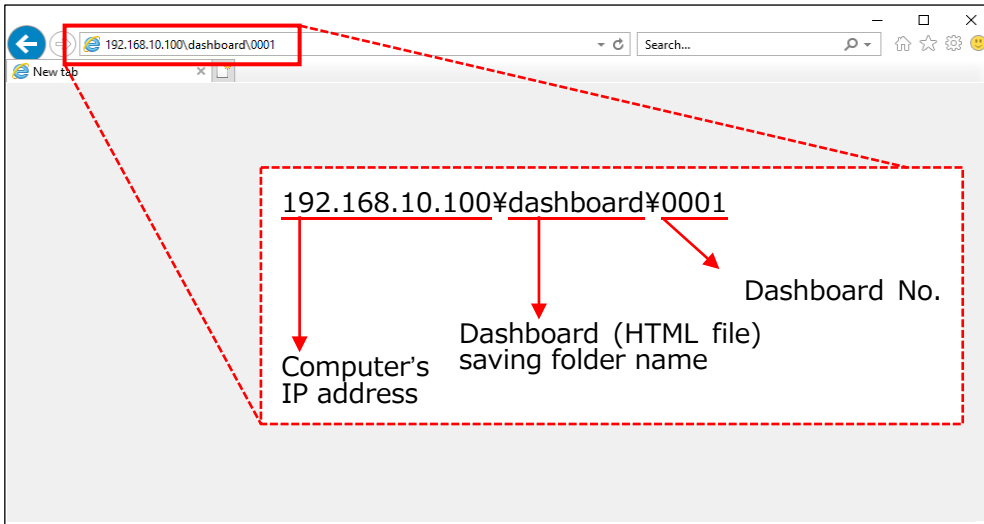 192.168.10.100\dashboard\0001
Search...
New tab
192.168.10.100¥dashboard¥0001
Dashboard No.
Dashboard (HTML file)
saving folder name
Computer's
IP address